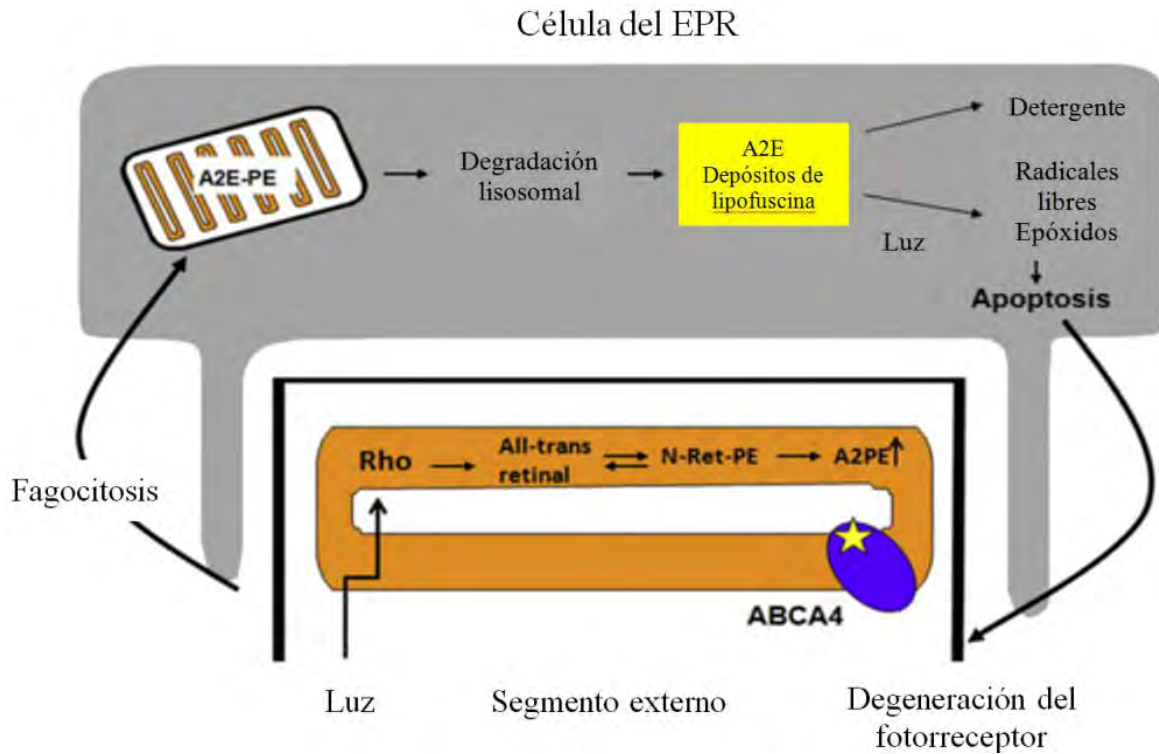 Célula del EPR
A2E-PE
Degradación
lisosomal
A2E
Depósitos de
lipofuscina
Detergente
Luz
Radicales
libres
Epóxidos
Apoptosis
Fagocitosis
Rho
All-trans
retinal
N-Ret-PE
A2PE
ABCA4
Luz
Segmento externo
Degeneración del
fotorreceptor